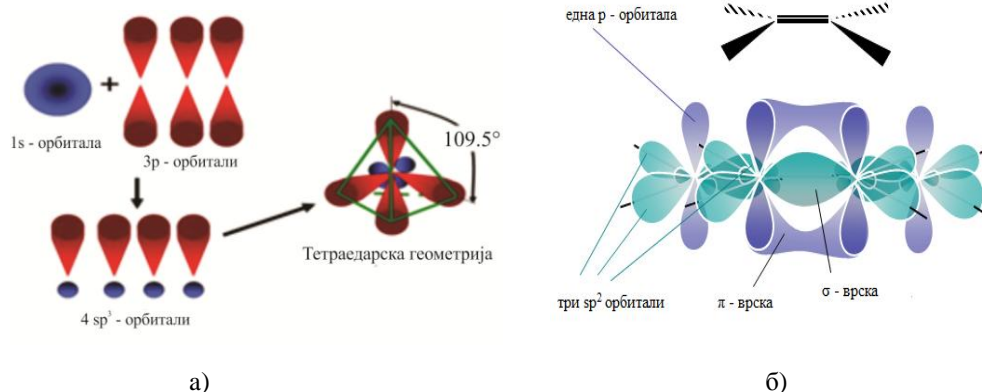 1s - орбитала
3p - орбитали
4 sp³ - орбитали
109.5°
Тетраедарска геометрија
а)
една p - орбитала
три sp² орбитали
π - врска
σ - врска
б)